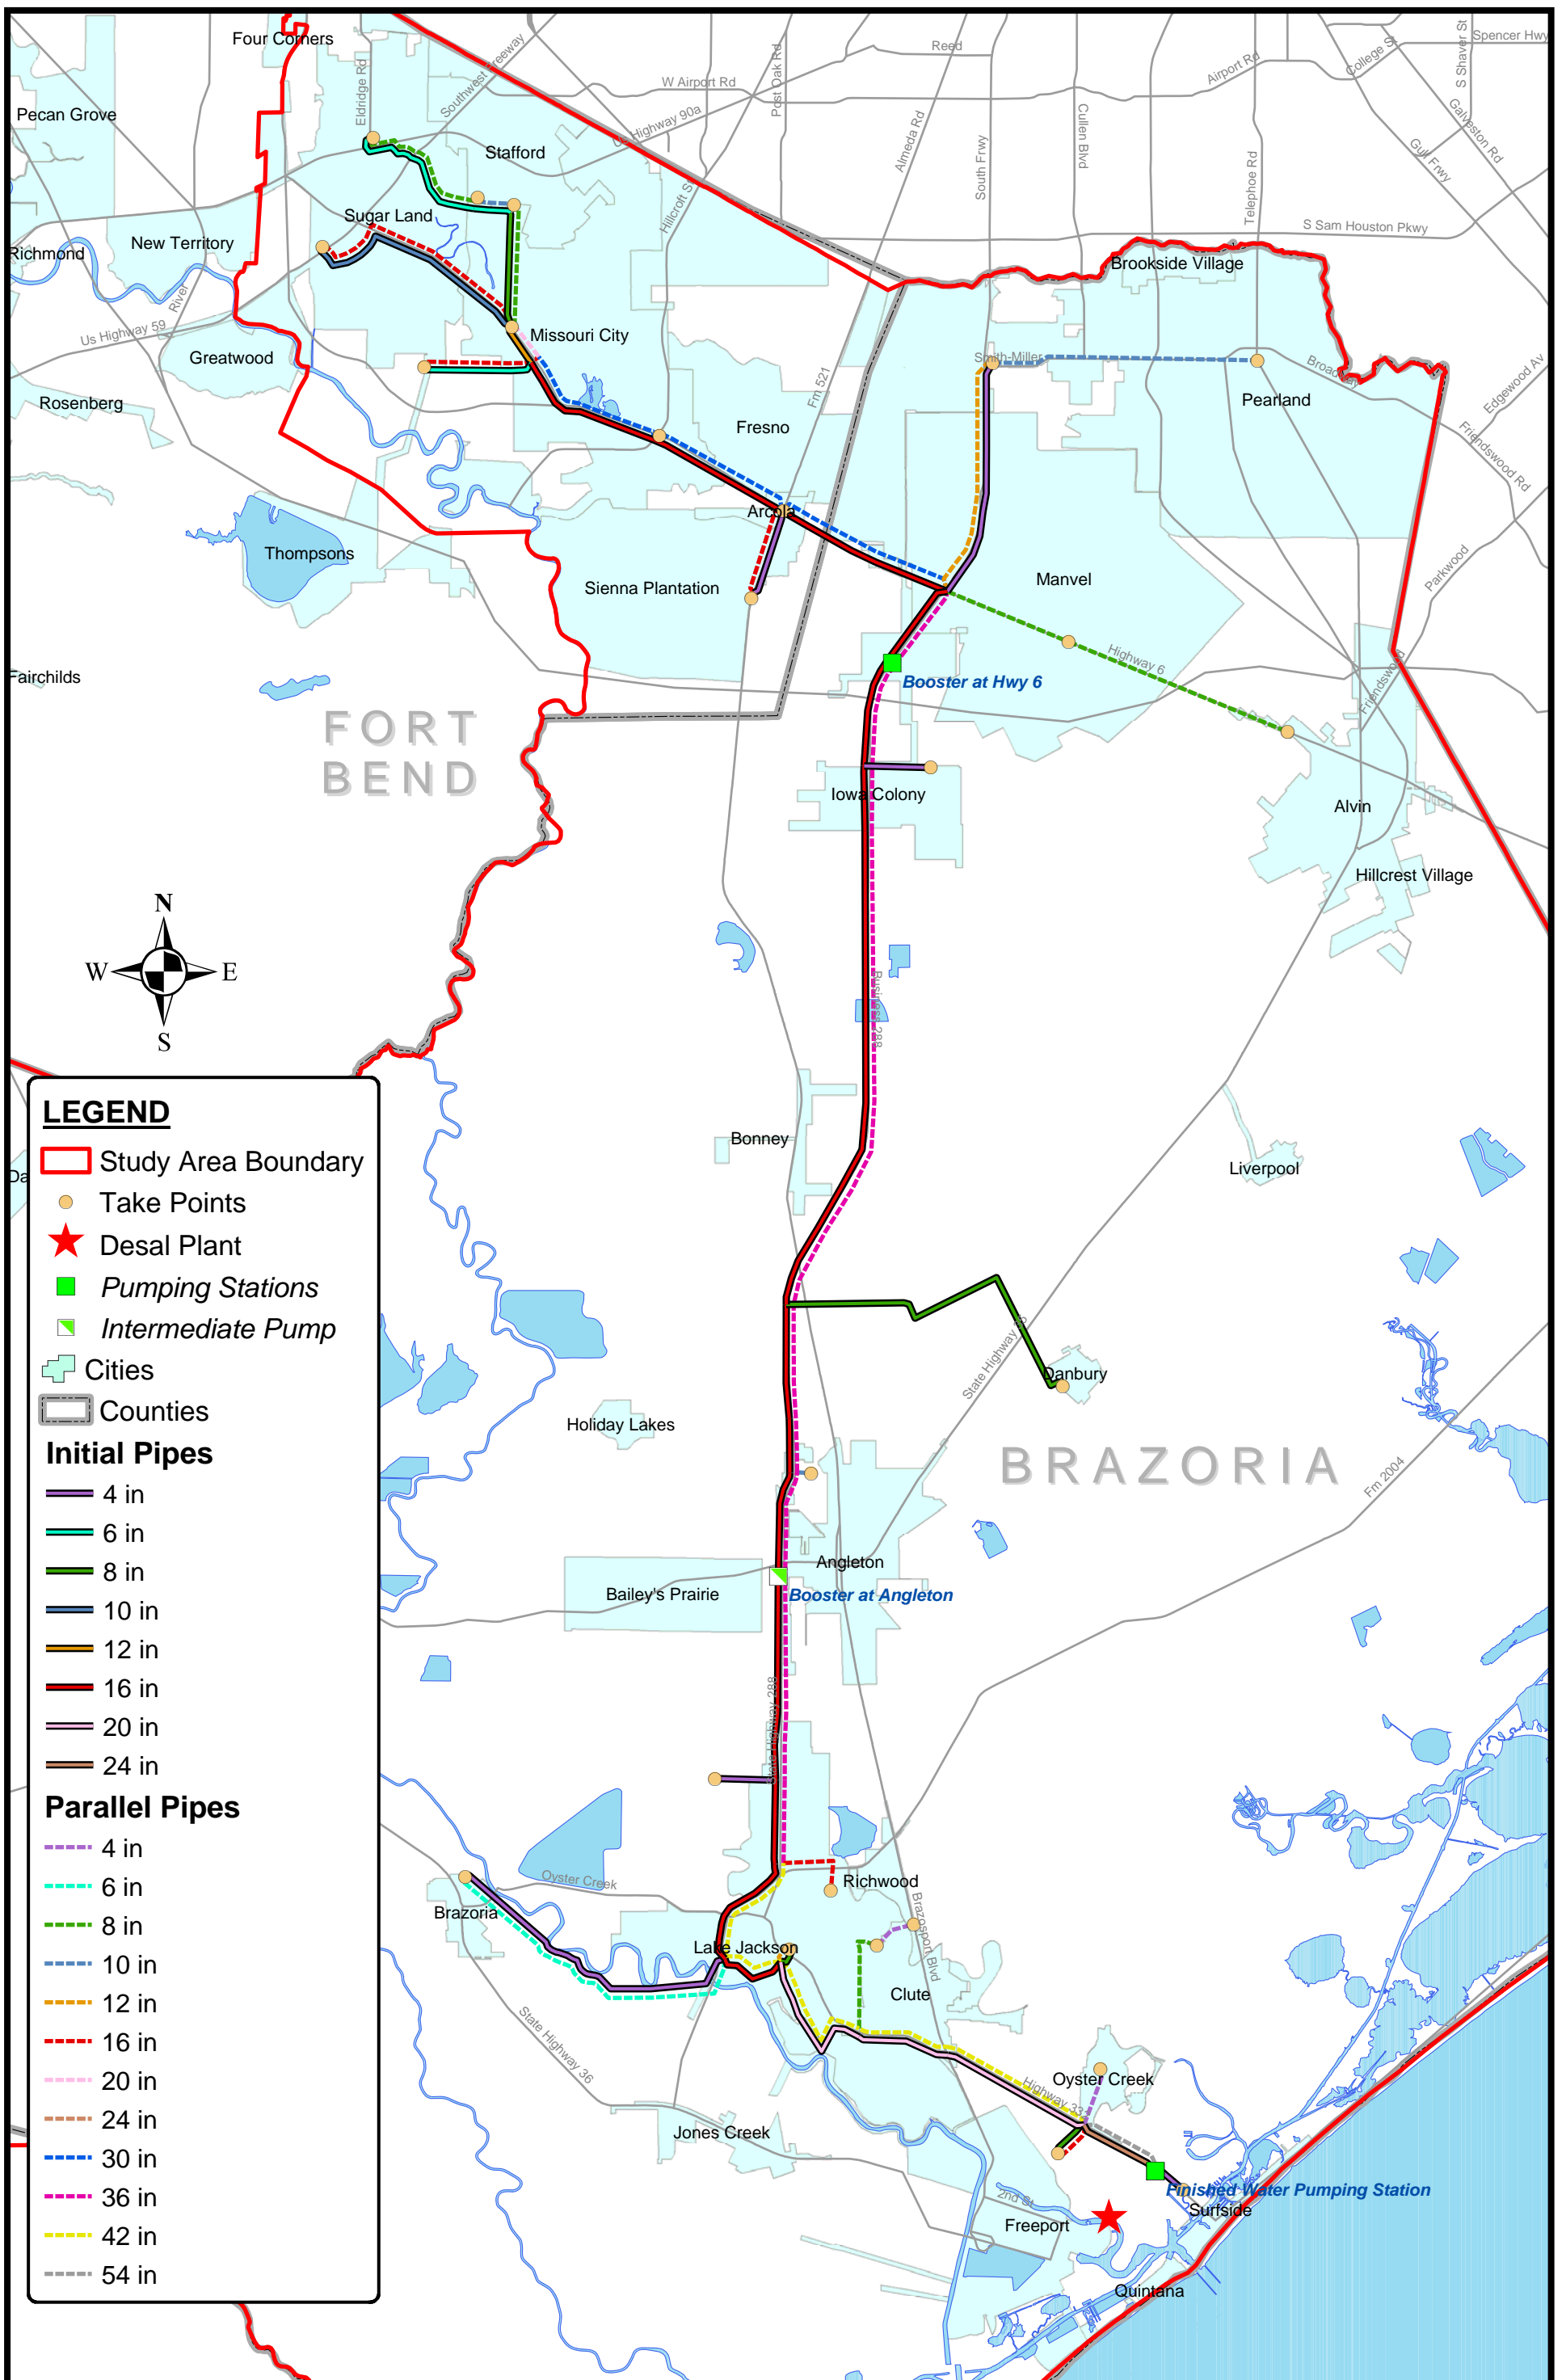 Four Corners
Pecan Grove
Eldridge Rd
Southwest Freeway
Stafford
Us Highway 90a
W Airport Rd
Post Oak Rd
Reed
Almeda Rd
South Frwy
Cullen Blvd
Airport Rd
College St
Spencer Hwy
S Shaver St
Galveston Rd
Gulf Frwy
Telephoe Rd
S Sam Houston Pkwy
Hillcroft S
Sugar Land
New Territory
Richmond
River
Us Highway 59
Greatwood
Missouri City
Brookside Village
Smith-Miller
Broadway
Edgewood Av
Pearland
Friendswood Rd
Rosenberg
Fresno
Fm 521
Arcola
Thompsons
Sienna Plantation
Manvel
Parkwood
Highway 6
Friendswood
Fairchilds
Booster at Hwy 6
FORT
BEND
Iowa Colony
Alvin
Hillcrest Village
N
W
E
S
Business 288
Bonney
Liverpool
Da
State Highway
Danbury
Holiday Lakes
BRAZORIA
Fm 2004
Angleton
Bailey's Prairie
Booster at Angleton
State Highway 288
Oyster Creek
Richwood
Brazoria
Brazosport Blvd
Lake Jackson
Clute
State Highway 36
Oyster Creek
Highway 33
Jones Creek
Finished Water Pumping Station
2nd St
Surfside
Freeport
Quintana
LEGEND
Study Area Boundary
Take Points
Desal Plant
Pumping Stations
Intermediate Pump
Cities
Counties
Initial Pipes
4 in
6 in
8 in
10 in
12 in
16 in
20 in
24 in
Parallel Pipes
4 in
6 in
8 in
10 in
12 in
16 in
20 in
24 in
30 in
36 in
42 in
54 in